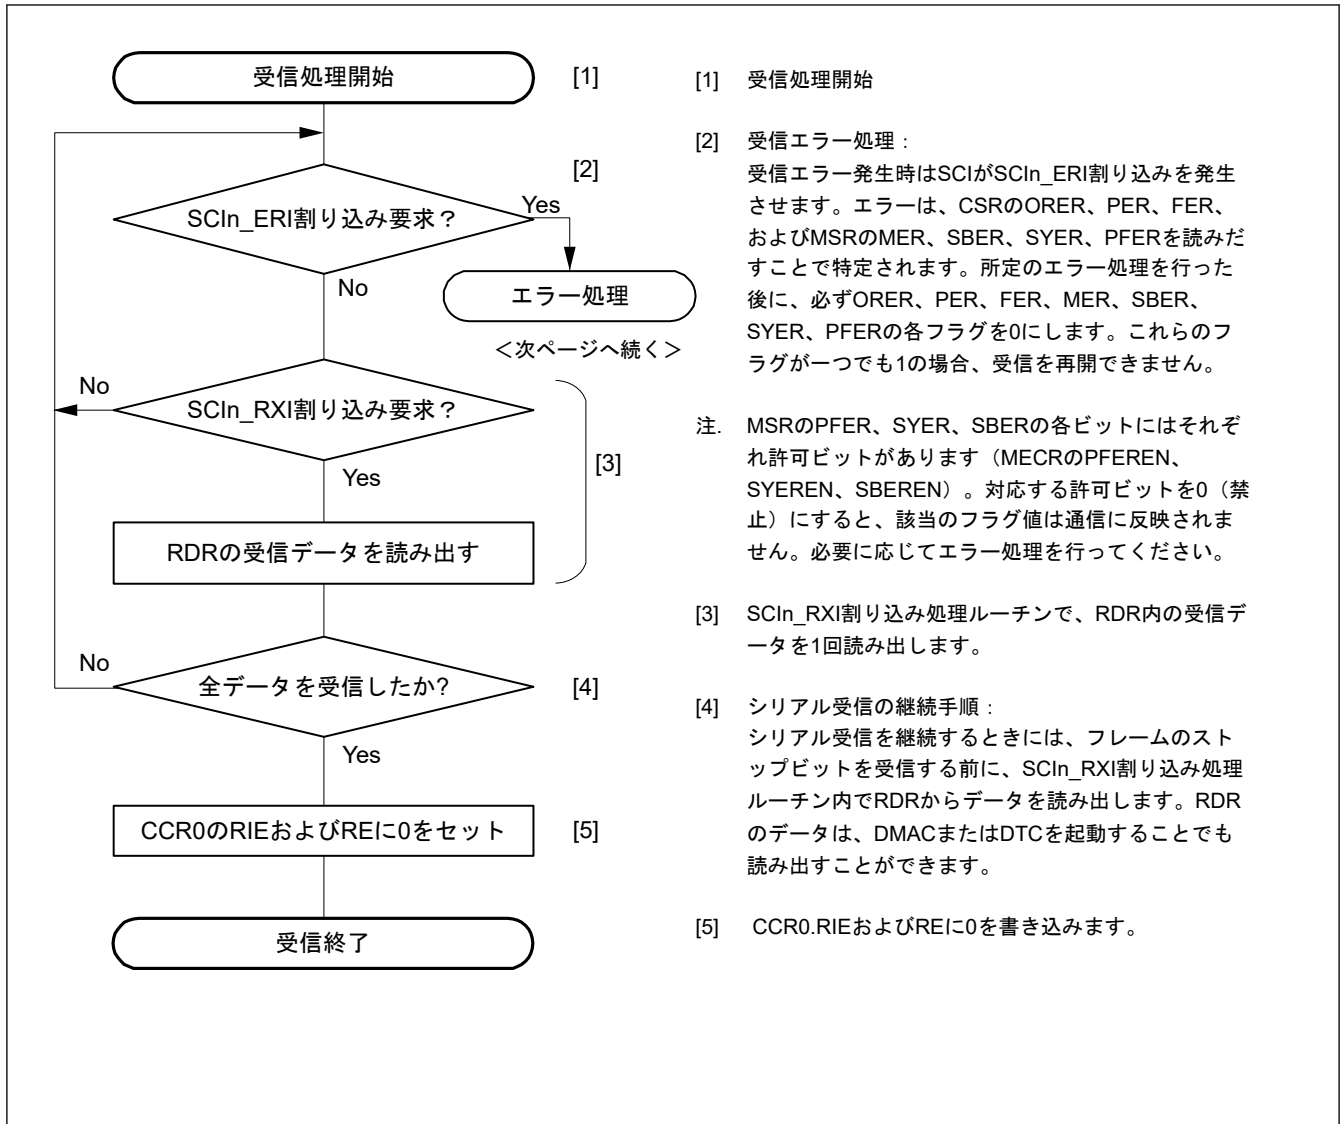 受信処理開始
[1]
[2]
SCIn_ERI割り込み要求？
Yes
No
エラー処理
＜次ページへ続く＞
No
SCIn_RXI割り込み要求？
[3]
Yes
RDRの受信データを読み出す
No
全データを受信したか?
[4]
Yes
CCR0のRIEおよびREに0をセット
[5]
受信終了
[1] 受信処理開始
[2] 受信エラー処理：
受信エラー発生時はSCIがSCIn_ERI割り込みを発生
させます。エラーは、CSRのORER、PER、FER、
およびMSRのMER、SBER、SYER、PFERを読みだ
すことで特定されます。所定のエラー処理を行った
後に、必ずORER、PER、FER、MER、SBER、
SYER、PFERの各フラグを0にします。これらのフ
ラグが一つでも1の場合、受信を再開できません。
注. MSRのPFER、SYER、SBERの各ビットにはそれぞ
れ許可ビットがあります（MECRのPFEREN、
SYEREN、SBEREN）。対応する許可ビットを0（禁
止）にすると、該当のフラグ値は通信に反映されま
せん。必要に応じてエラー処理を行ってください。
[3] SCIn_RXI割り込み処理ルーチンで、RDR内の受信デ
ータを1回読み出します。
[4] シリアル受信の継続手順：
シリアル受信を継続するときには、フレームのスト
ップビットを受信する前に、SCIn_RXI割り込み処理
ルーチン内でRDRからデータを読み出します。RDR
のデータは、DMACまたはDTCを起動することでも
読み出すことができます。
[5] CCR0.RIEおよびREに0を書き込みます。